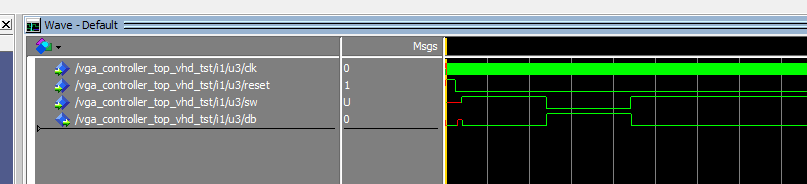 Wave - Default
Msgs
/vga_controller_top_vhd_tst/i1/u3/clk 0
/vga_controller_top_vhd_tst/i1/u3/reset 1
/vga_controller_top_vhd_tst/i1/u3/sw U
/vga_controller_top_vhd_tst/i1/u3/db 0